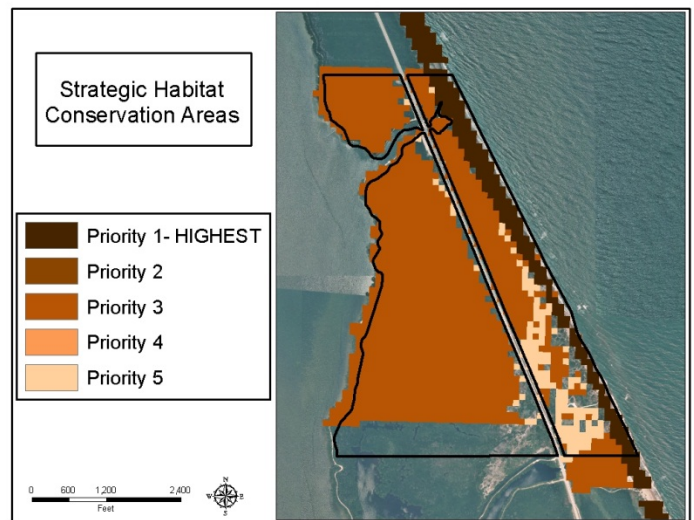 Strategic Habitat
Conservation Areas
Priority 1- HIGHEST
Priority 2
Priority 3
Priority 4
Priority 5
0 600 1,200 2,400
Feet
N
W E
S